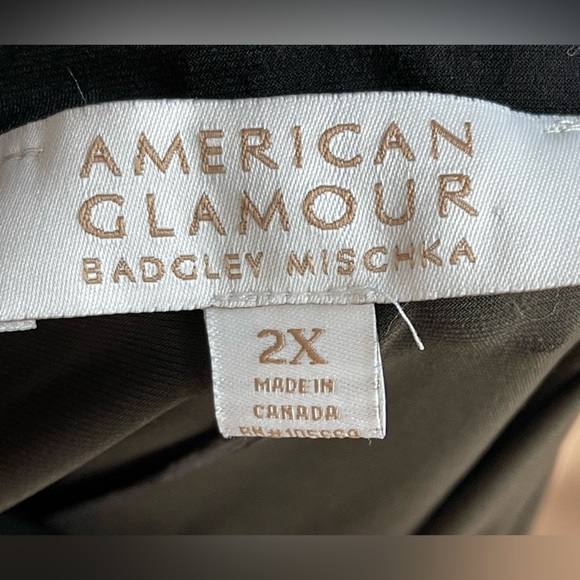 AMERICAN
GLAMOUR
BADGLEY MISCHKA
2X
MADE IN
CANADA